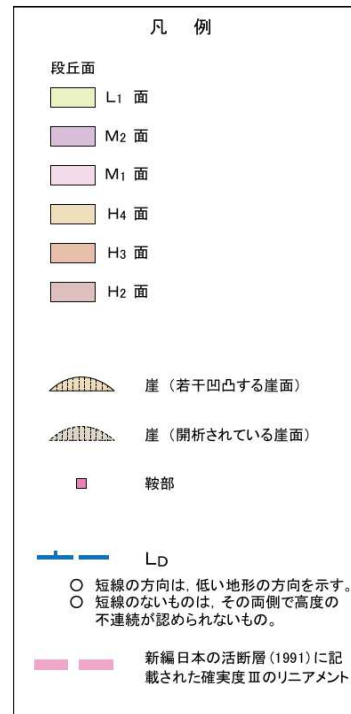 凡 例
段丘面
L1 面
M2 面
M1 面
H4 面
H3 面
H2 面
崖（若干凹凸する崖面）
崖（開析されている崖面）
鞍部
LD
○ 短線の方向は，低い地形の方向を示す。
○ 短線のないものは，その両側で高度の
不連続が認められないもの。
新編日本の活断層(1991)に記
載された確実度Ⅲのリニアメント